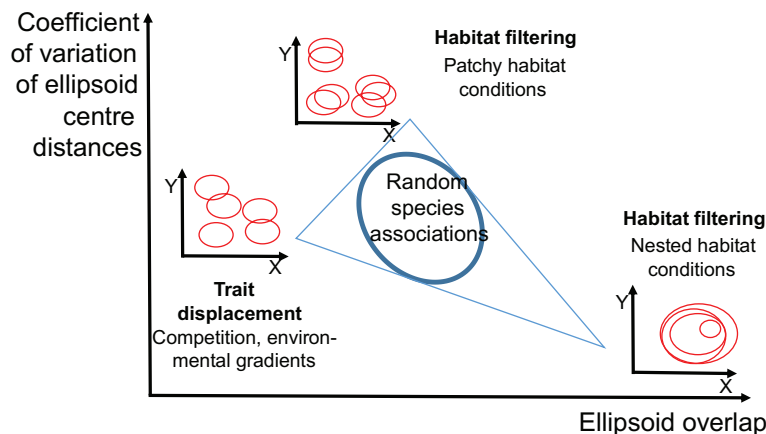 Coefficient
of variation
of ellipsoid
centre
distances
Y
X
Habitat filtering
Patchy habitat
conditions
Y
X
Trait
displacement
Competition, environ-
mental gradients
Random
species
associations
Habitat filtering
Nested habitat
conditions
Y
X
Ellipsoid overlap